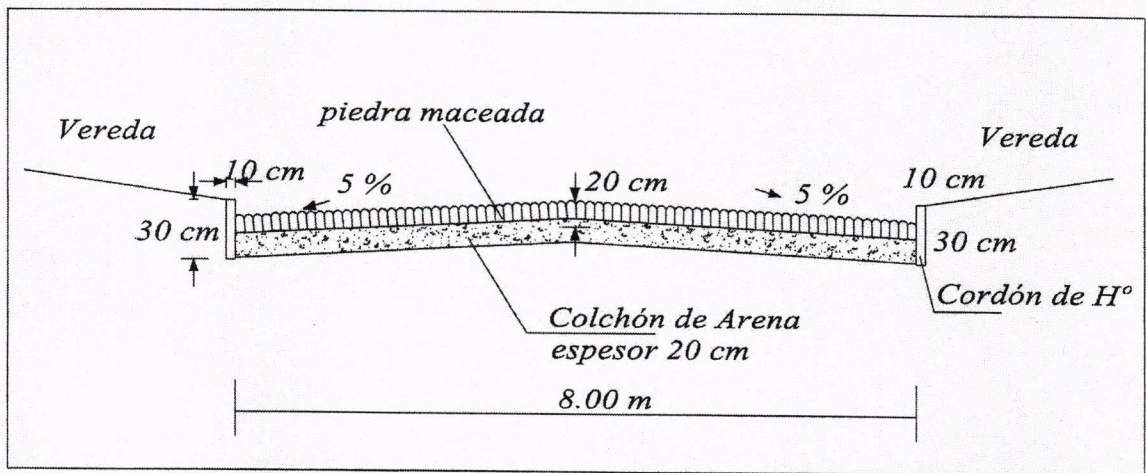 piedra maceada
Vereda
Vereda
10 cm
5 %
20 cm
5 %
10 cm
30 cm
30 cm
Cordón de Hº
Colchón de Arena
espesor 20 cm
8.00 m